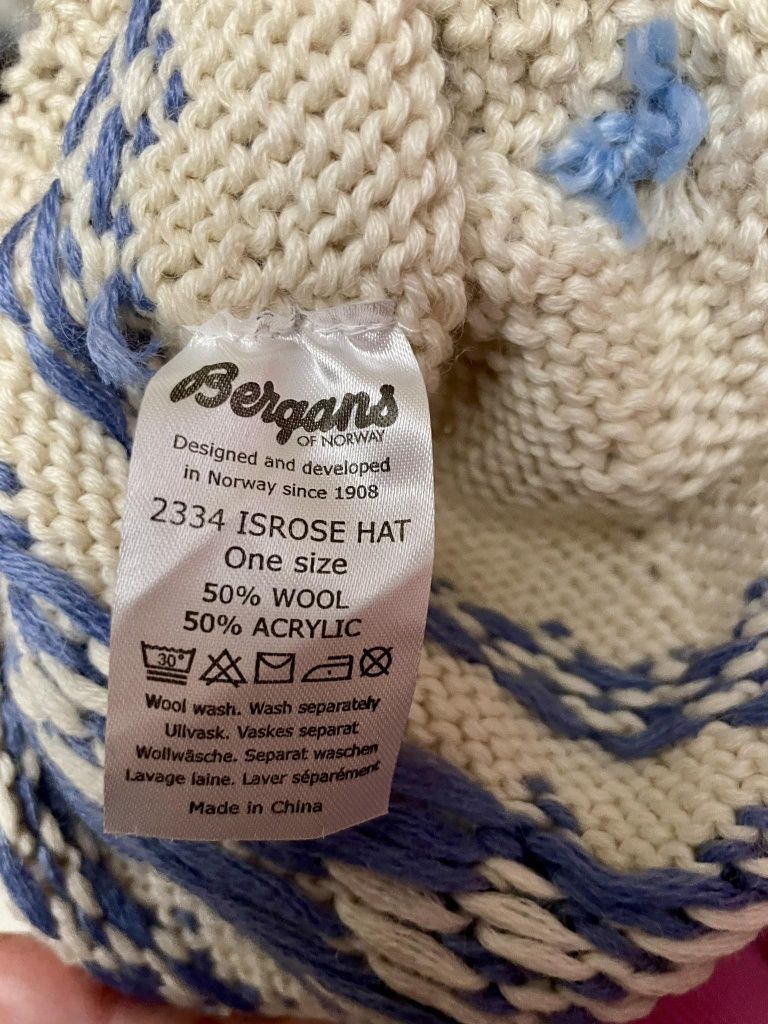 Bergans
OF NORWAY
Designed and developed
in Norway since 1908
2334 ISROSE HAT
One size
50% WOOL
50% ACRYLIC
30°
Wool wash. Wash separately
Ullvask. Vaskes separat
Wollwäsche. Separat waschen
Lavage laine. Laver séparément
Made in China